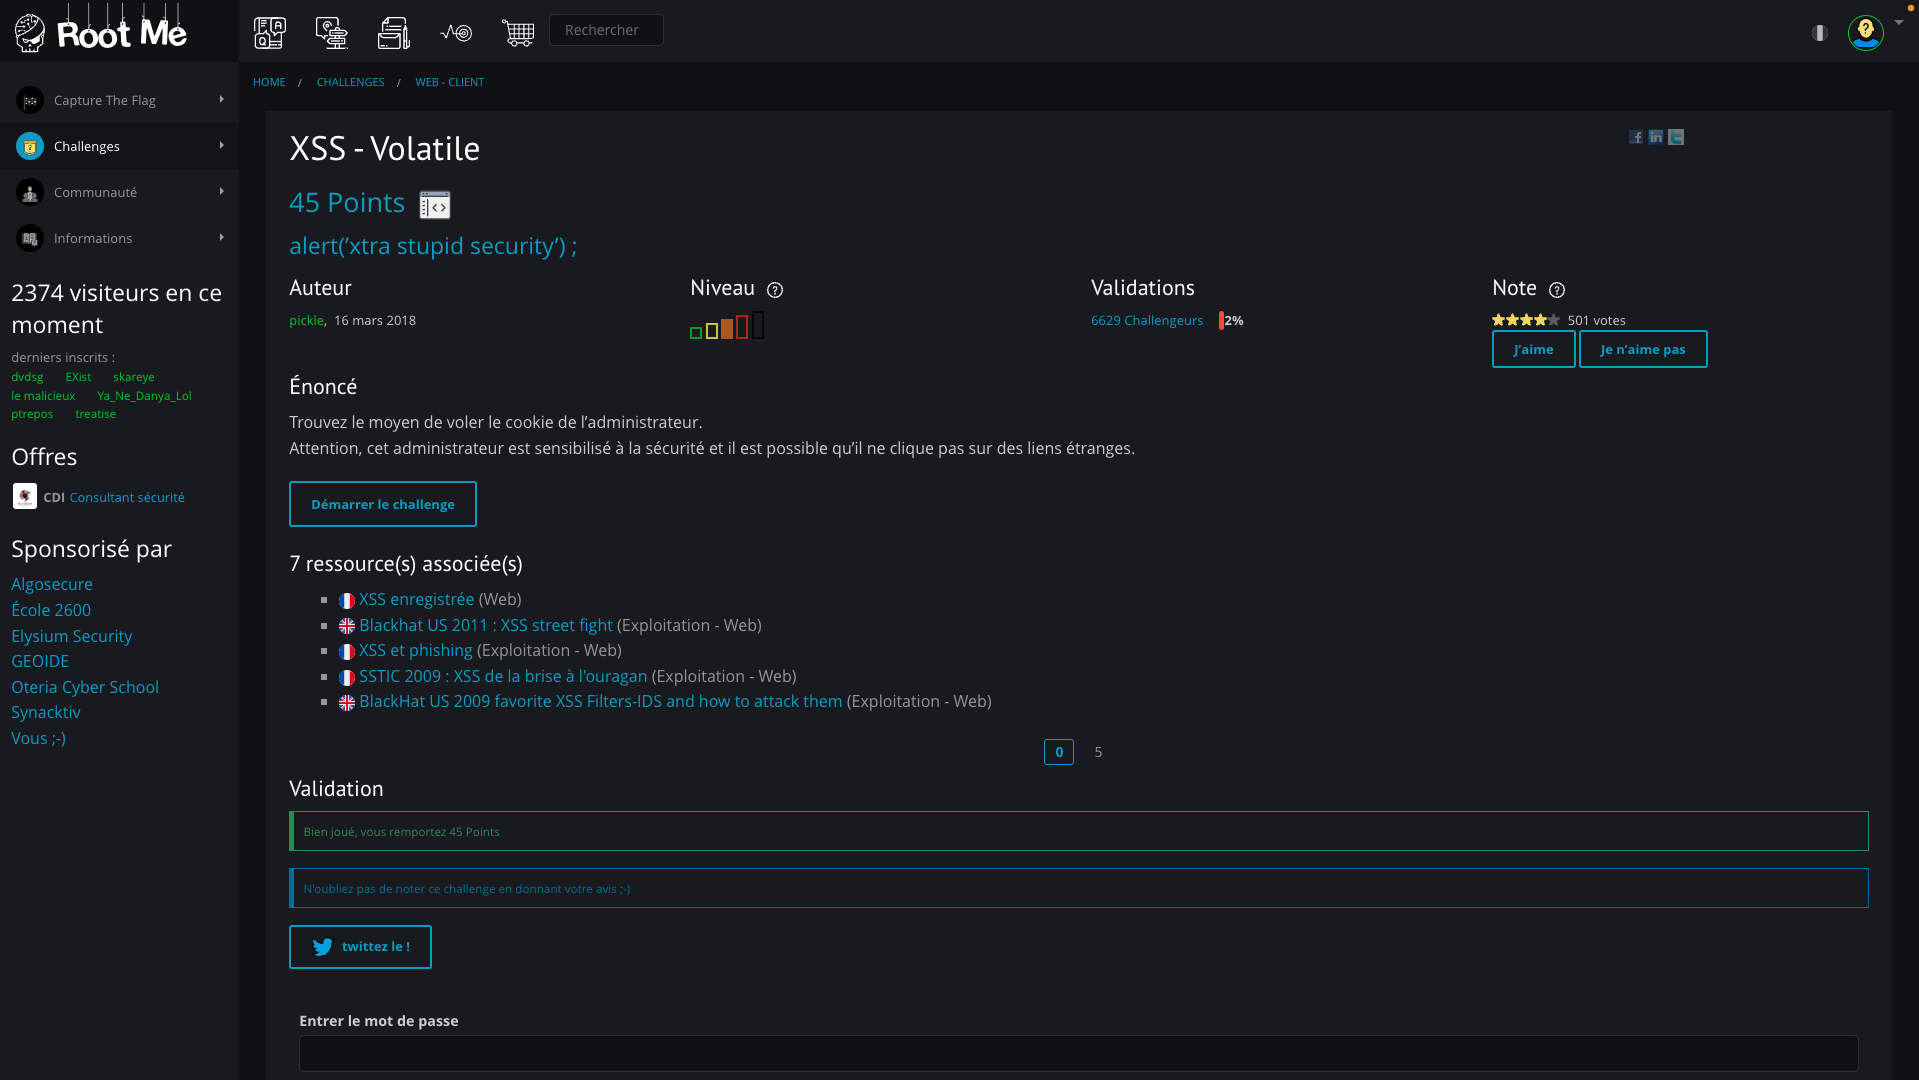 Root Me
Rechercher
HOME / CHALLENGES / WEB - CLIENT
Capture The Flag
Challenges
Communauté
Informations
2374 visiteurs en ce
moment
derniers inscrits :
dvdsg EXist skareye
le malicieux Ya_Ne_Danya_Lol
ptrepos treatise
Offres
CDI Consultant sécurité
Sponsorisé par
Algosecure
École 2600
Elysium Security
GEOIDE
Oteria Cyber School
Synacktiv
Vous ;-)
XSS - Volatile
45 Points
alert(’xtra stupid security’) ;
Auteur
pickle, 16 mars 2018
Niveau
Validations
6629 Challengeurs 2%
Note
501 votes
J’aime Je n’aime pas
Énoncé
Trouvez le moyen de voler le cookie de l’administrateur.
Attention, cet administrateur est sensibilisé à la sécurité et il est possible qu’il ne clique pas sur des liens étranges.
Démarrer le challenge
7 ressource(s) associée(s)
XSS enregistrée (Web)
Blackhat US 2011 : XSS street fight (Exploitation - Web)
XSS et phishing (Exploitation - Web)
SSTIC 2009 : XSS de la brise à l'ouragan (Exploitation - Web)
BlackHat US 2009 favorite XSS Filters-IDS and how to attack them (Exploitation - Web)
0 5
Validation
Bien joué, vous remportez 45 Points
N'oubliez pas de noter ce challenge en donnant votre avis ;-)
twittez le !
Entrer le mot de passe